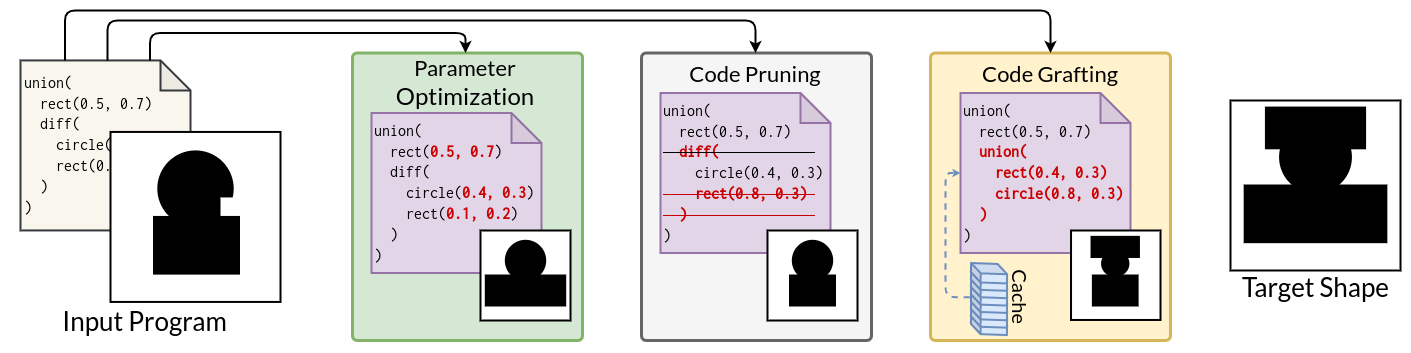 union(
rect(0.5, 0.7)
diff(
circle(
rect(0.
)
)
Input Program
Parameter
Optimization
union(
rect(0.5, 0.7)
diff(
circle(0.4, 0.3)
rect(0.1, 0.2)
)
)
Code Pruning
union(
rect(0.5, 0.7)
diff(
circle(0.4, 0.3)
rect(0.8, 0.3)
)
)
Code Grafting
union(
rect(0.5, 0.7)
union(
rect(0.4, 0.3)
circle(0.8, 0.3)
)
)
Cache
Target Shape